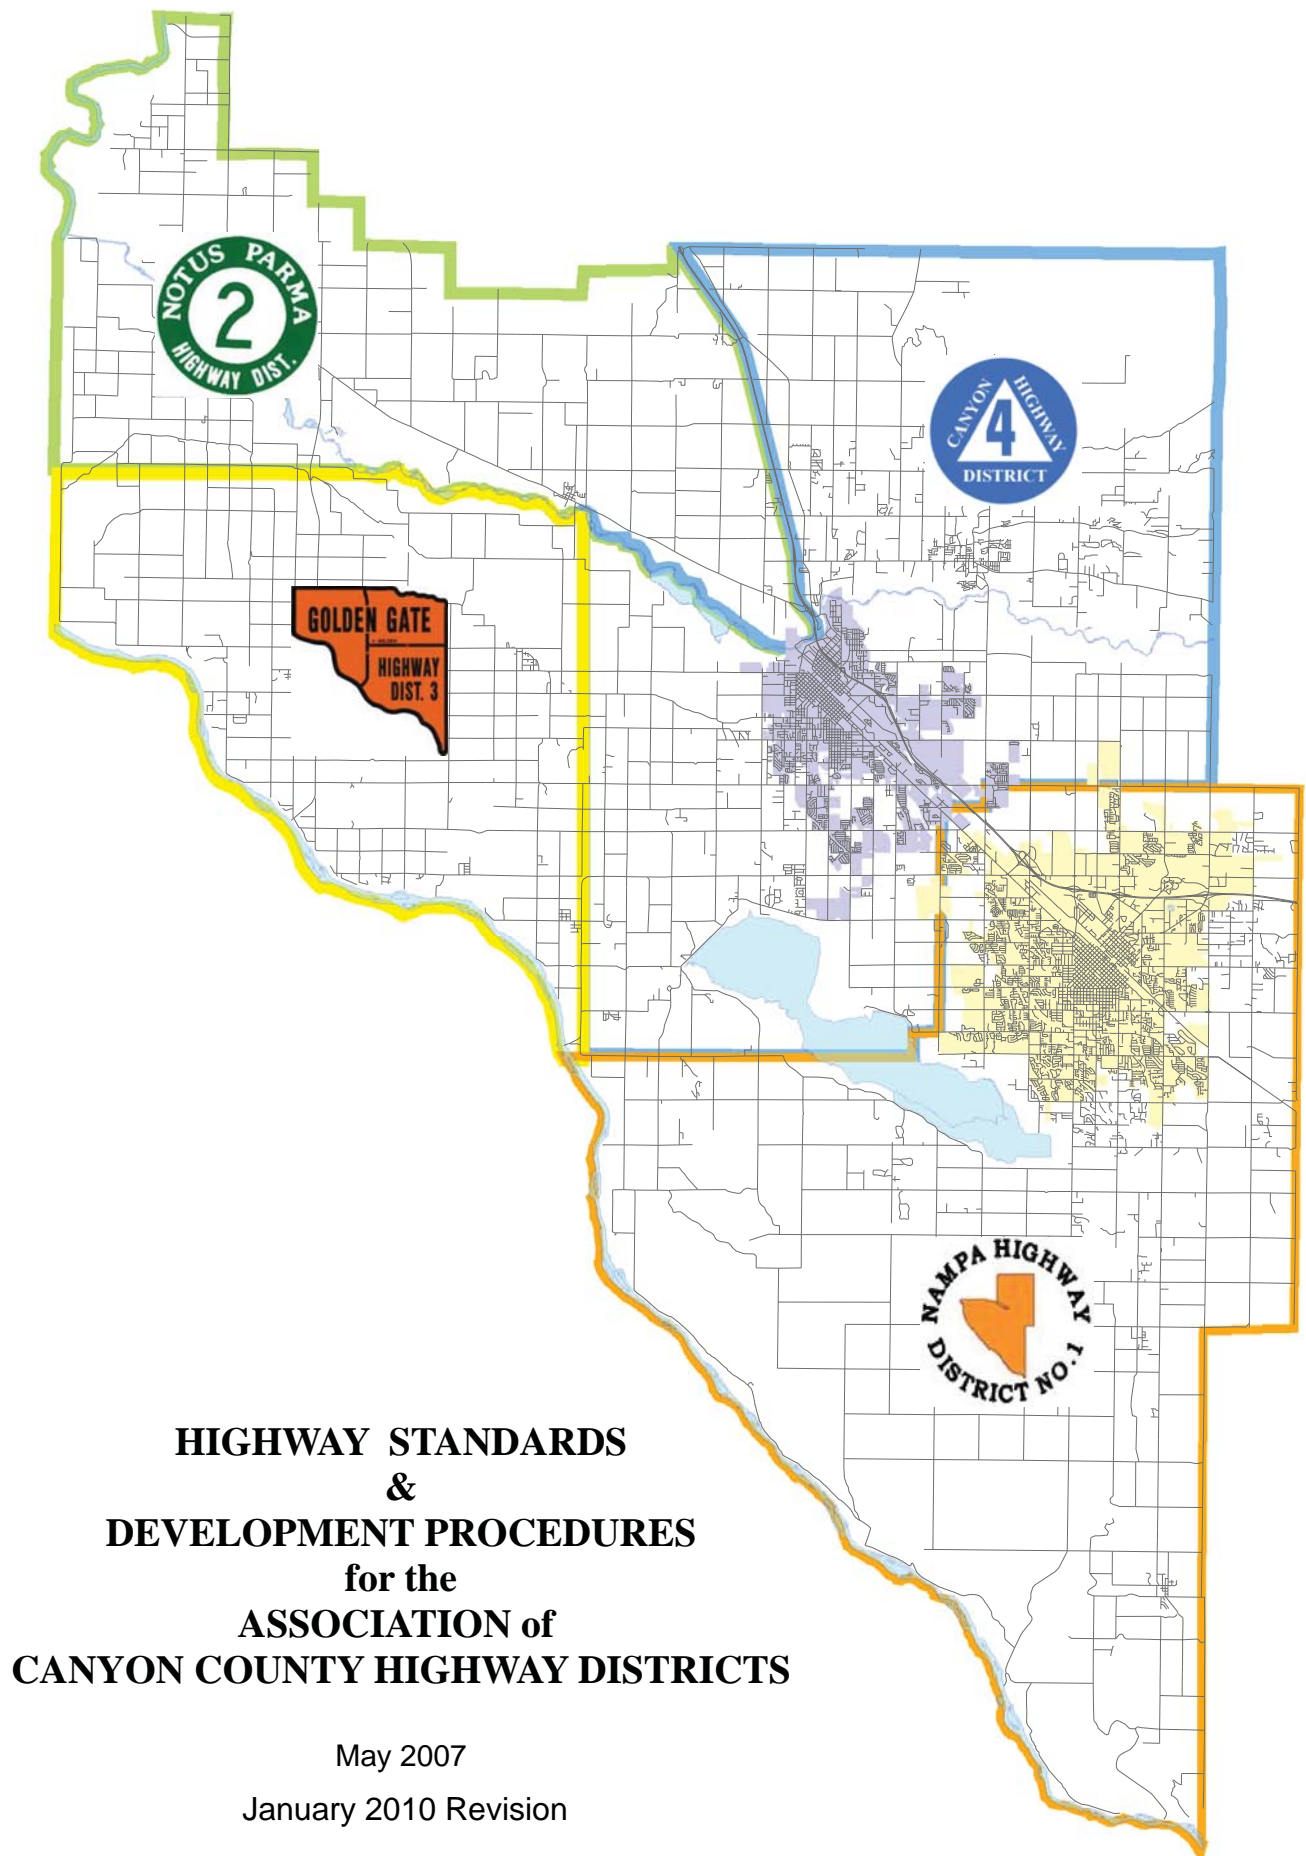 NOTUS PARMA
2
HIGHWAY DIST.
CANYON HIGHWAY
4
DISTRICT
GOLDEN GATE
HIGHWAY
DIST. 3
NAMPA HIGHWAY
DISTRICT NO. 1
HIGHWAY STANDARDS
&
DEVELOPMENT PROCEDURES
for the
ASSOCIATION of
CANYON COUNTY HIGHWAY DISTRICTS
May 2007
January 2010 Revision